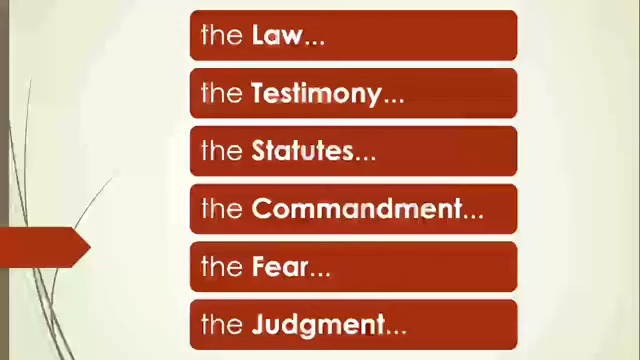 the Law...
the Testimony...
the Statutes...
the Commandment...
the Fear...
the Judgment...